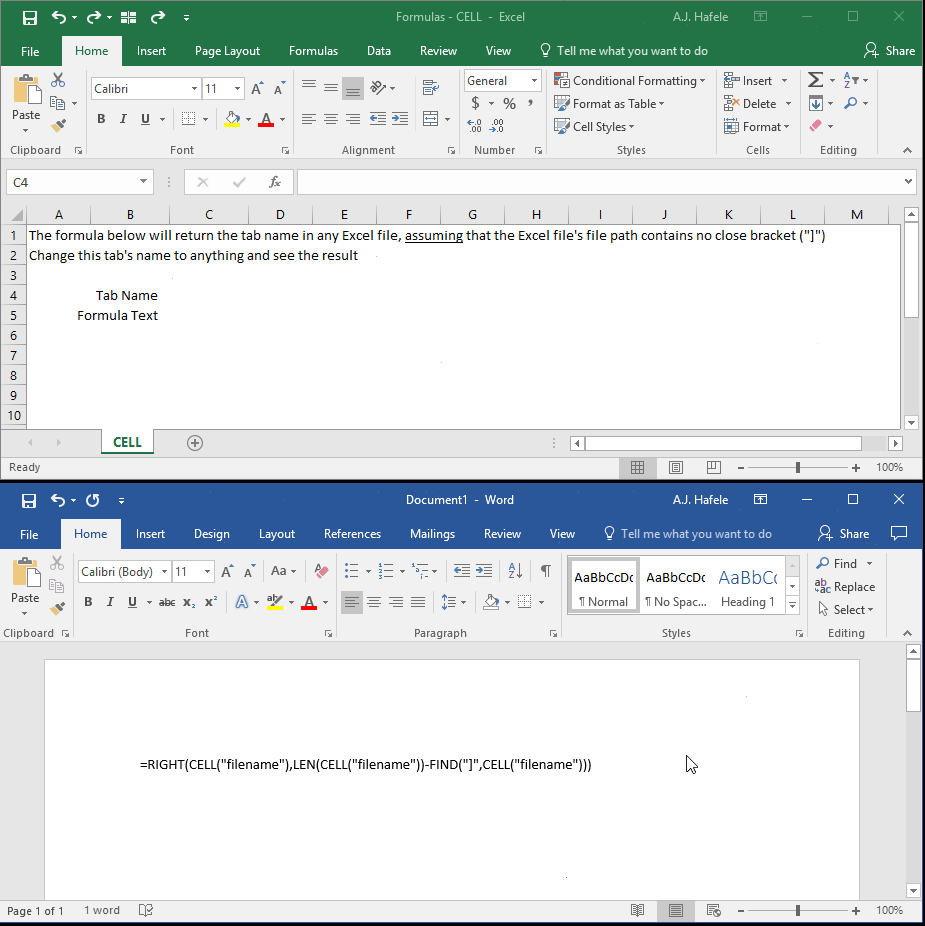 Formulas - CELL - Excel
A.J. Hafele
File Home Insert Page Layout Formulas Data Review View Tell me what you want to do Share
Calibri 11 General Conditional Formatting Insert Σ A Z
Paste B I U A $ % , Format as Table Delete
Cell Styles Format
Clipboard Font Alignment Number Styles Cells Editing
C4 fx
A B C D E F G H I J K L M
1 The formula below will return the tab name in any Excel file, assuming that the Excel file's file path contains no close bracket ("]")
2 Change this tab's name to anything and see the result
3
4 Tab Name
5 Formula Text
6
7
8
9
10
CELL
Ready 100%
Document1 - Word
A.J. Hafele
File Home Insert Design Layout References Mailings Review View Tell me what you want to do Share
Calibri (Body) 11 A A Aa A Z ¶ AaBbCcDc AaBbCcDc AaBbCc Find
Paste B I U abc X₂ X² A A ¶ Normal ¶ No Spac... Heading 1 Replace
Select
Clipboard Font Paragraph Styles Editing
=RIGHT(CELL("filename"),LEN(CELL("filename"))-FIND("]",CELL("filename")))
Page 1 of 1 1 word 100%